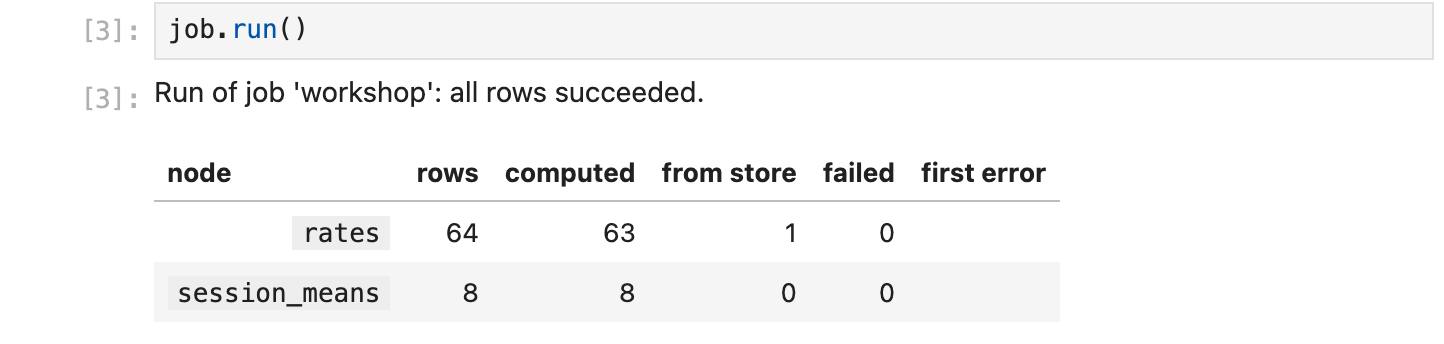 [3]: job.run()
[3]: Run of job 'workshop': all rows succeeded.
node rows computed from store failed first error
rates 64 63 1 0
session_means 8 8 0 0